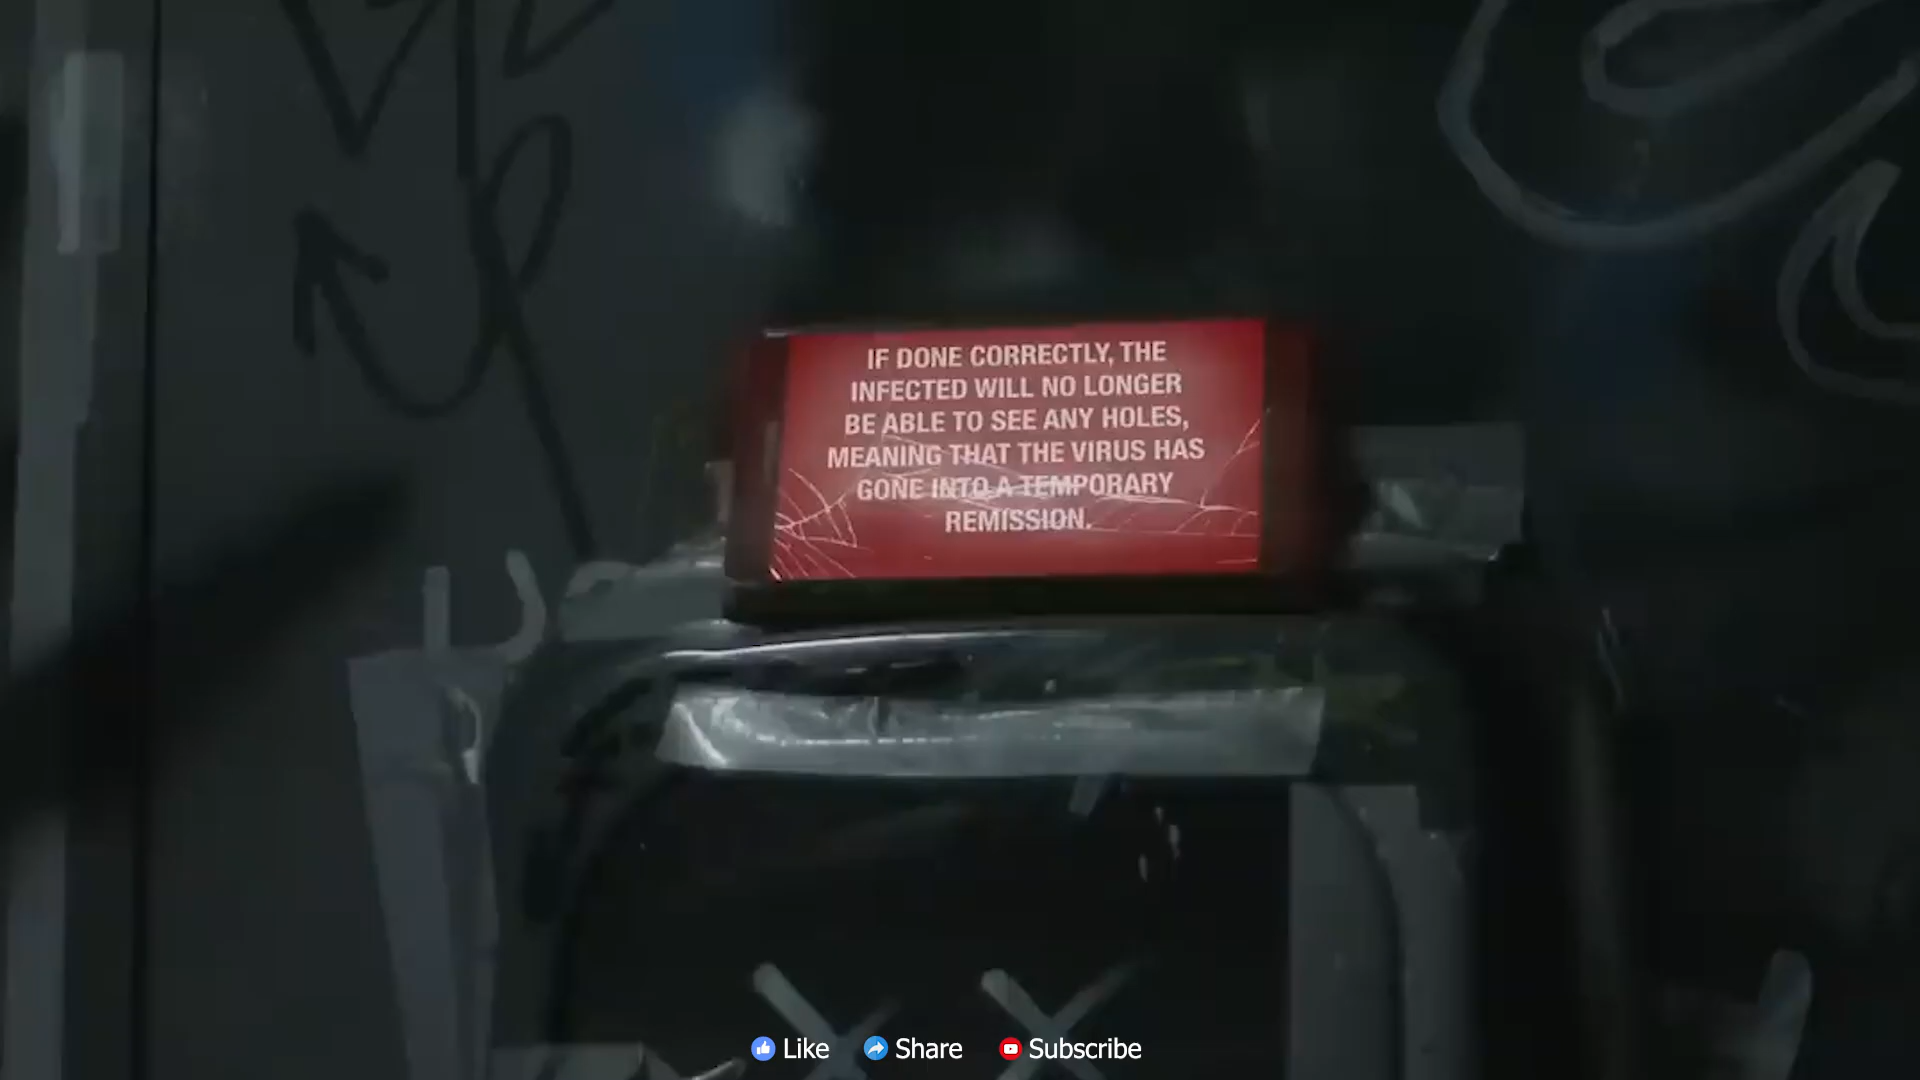 IF DONE CORRECTLY, THE
INFECTED WILL NO LONGER
BE ABLE TO SEE ANY HOLES,
MEANING THAT THE VIRUS HAS
GONE INTO A TEMPORARY
REMISSION.
Like Share Subscribe